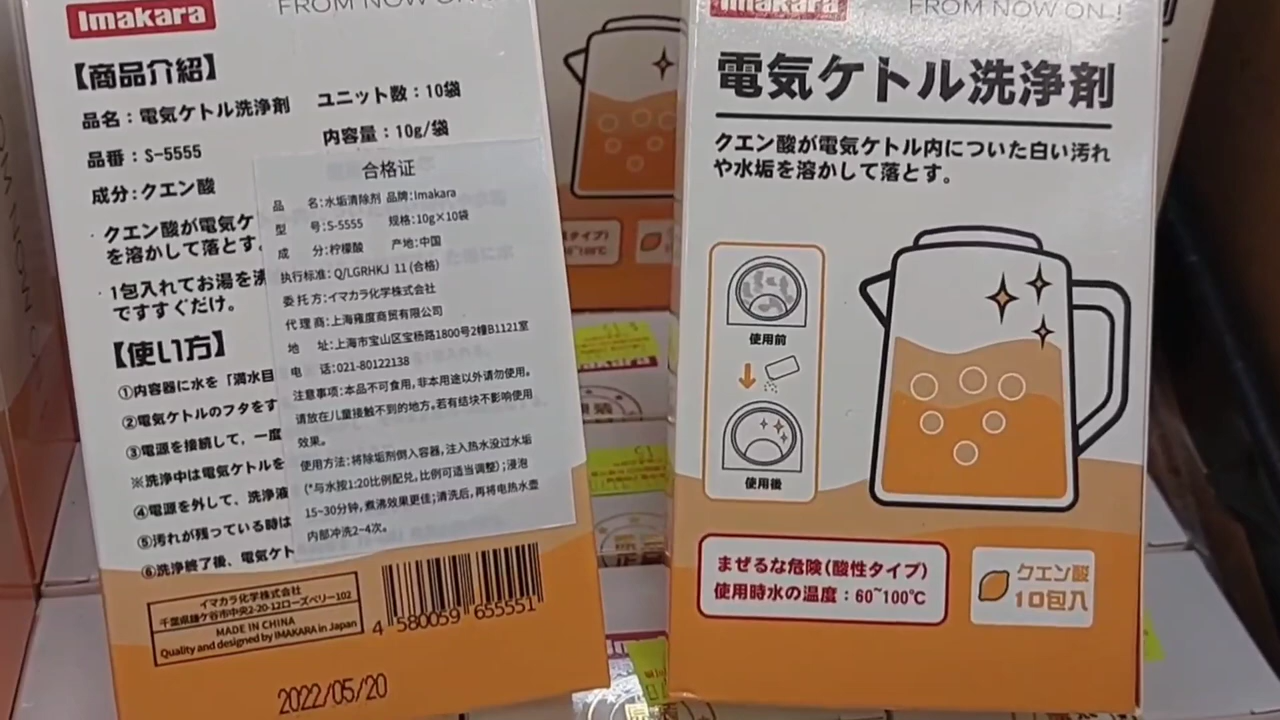 Imakara
FROM NOW ON !
【商品介紹】
品名：電気ケトル洗浄剤
ユニット数：10袋
品番：S-5555
内容量：10g/袋
成分:クエン酸
・クエン酸が電気ケ
を溶かして落とす。
・1包入れてお湯を沸
ですすぐだけ。
【使い方】
①内容器に水を「満水目
②電気ケトルのフタをす
③電源を接続して，一度
※洗浄中は電気ケトルを
④電源を外して、洗浄液
⑤汚れが残っている時は
⑥洗浄終了後、電気ケト
合格证
品 名:水垢清除剂 品牌:Imakara
型 号:S-5555 规格:10g×10袋
成 分:柠檬酸 产地:中国
执行标准: Q/LGRHKJ 11 (合格)
委 托 方:イマカラ化学株式会社
代 理 商:上海雍度商贸有限公司
地 址:上海市宝山区宝杨路1800号2幢B1121室
电 话:021-80122138
注意事项:本品不可食用,非本用途以外请勿使用。
请放在儿童接触不到的地方。若有结块不影响使用
效果。
使用方法:将除垢剂倒入容器，注入热水没过水垢
(*与水按1:20比例配兑，比例可适当调整)；浸泡
15~30分钟，煮沸效果更佳；清洗后，再将电热水壶
内部冲洗2~4次。
イマカラ化学株式会社
千葉県鎌ケ谷市中央2-20-12ローズベリー102
MADE IN CHINA
Quality and designed by IMAKARA in Japan
4 580059 655551
2022/05/20
Imakara
FROM NOW ON !
電気ケトル洗浄剤
クエン酸が電気ケトル内についた白い汚れ
や水垢を溶かして落とす。
使用前
使用後
まぜるな危険(酸性タイプ)
使用時水の温度：60~100℃
クエン酸
10包入